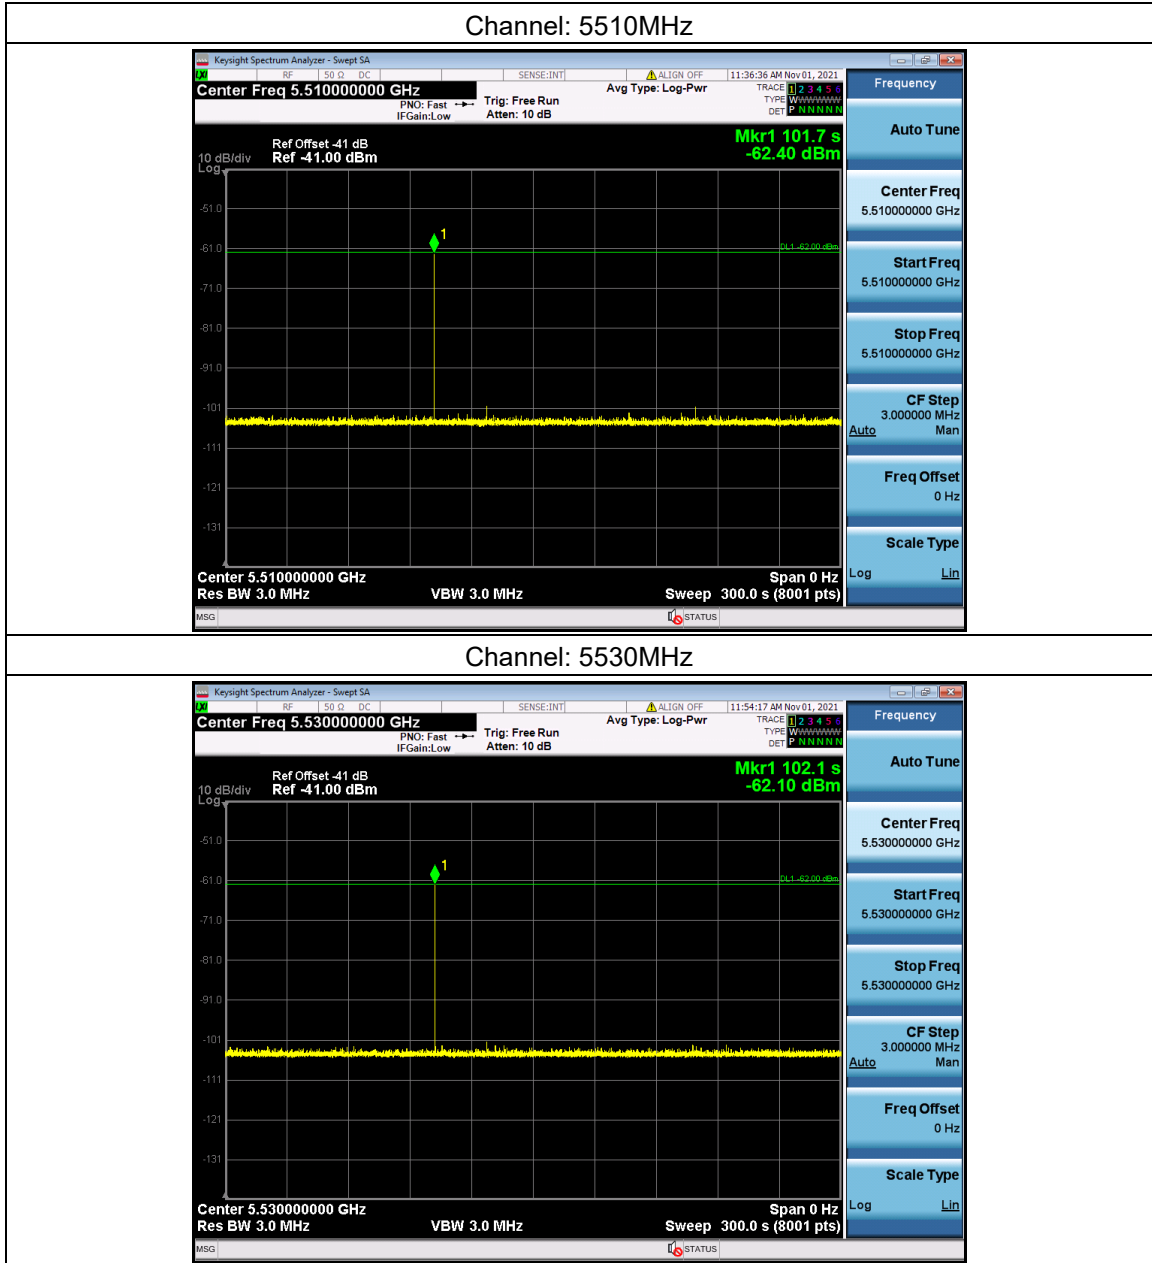 Channel: 5510MHz
Keysight Spectrum Analyzer - Swept SA
LXI RF 50 Ω DC SENSE:INT ALIGN OFF 11:36:36 AM Nov 01, 2021
Center Freq 5.510000000 GHz Avg Type: Log-Pwr TRACE 1 2 3 4 5 6
PNO: Fast Trig: Free Run TYPE W
IFGain:Low Atten: 10 dB DET P N N N N N
Frequency
Auto Tune
Mkr1 101.7 s
-62.40 dBm
Ref Offset -41 dB
10 dB/div Ref -41.00 dBm
Log
-51.0
1
-61.0
DL1 -62.00 dBm
-71.0
-81.0
-91.0
-101
-111
-121
-131
Center Freq
5.510000000 GHz
Start Freq
5.510000000 GHz
Stop Freq
5.510000000 GHz
CF Step
3.000000 MHz
Auto Man
Freq Offset
0 Hz
Scale Type
Log Lin
Center 5.510000000 GHz Span 0 Hz
Res BW 3.0 MHz VBW 3.0 MHz Sweep 300.0 s (8001 pts)
MSG STATUS
Channel: 5530MHz
Keysight Spectrum Analyzer - Swept SA
LXI RF 50 Ω DC SENSE:INT ALIGN OFF 11:54:17 AM Nov 01, 2021
Center Freq 5.530000000 GHz Avg Type: Log-Pwr TRACE 1 2 3 4 5 6
PNO: Fast Trig: Free Run TYPE W
IFGain:Low Atten: 10 dB DET P N N N N N
Frequency
Auto Tune
Mkr1 102.1 s
-62.10 dBm
Ref Offset -41 dB
10 dB/div Ref -41.00 dBm
Log
-51.0
1
-61.0
DL1 -62.00 dBm
-71.0
-81.0
-91.0
-101
-111
-121
-131
Center Freq
5.530000000 GHz
Start Freq
5.530000000 GHz
Stop Freq
5.530000000 GHz
CF Step
3.000000 MHz
Auto Man
Freq Offset
0 Hz
Scale Type
Log Lin
Center 5.530000000 GHz Span 0 Hz
Res BW 3.0 MHz VBW 3.0 MHz Sweep 300.0 s (8001 pts)
MSG STATUS